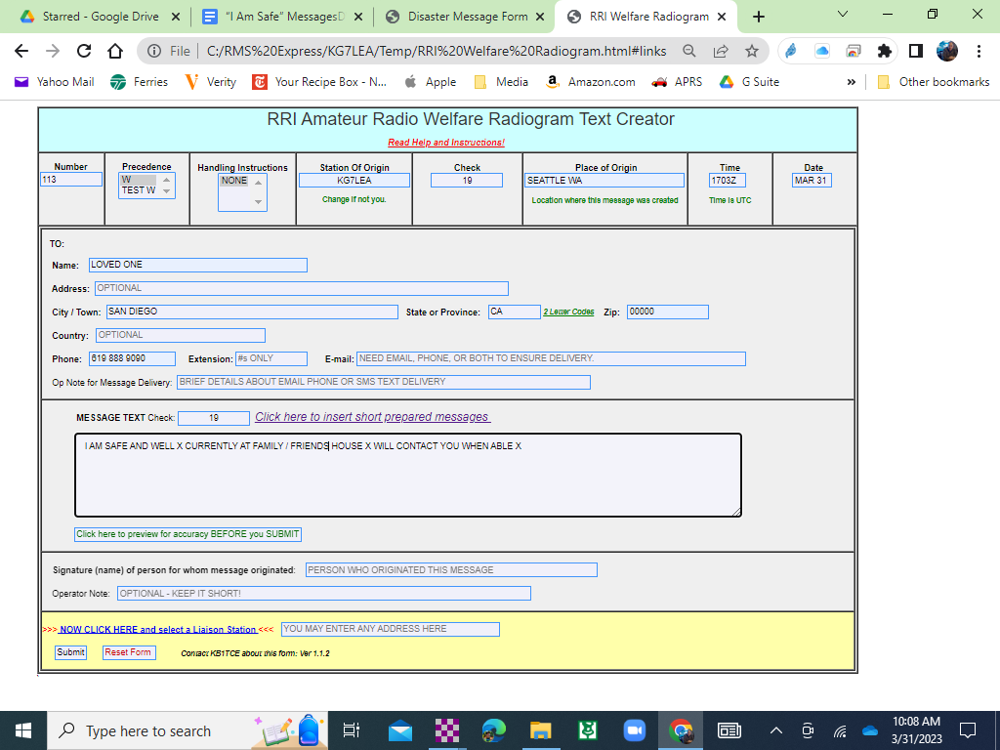 Starred - Google Drive
"I Am Safe" MessagesD
Disaster Message Form
RRI Welfare Radiogram
File C:/RMS%20Express/KG7LEA/Temp/RRI%20Welfare%20Radiogram.html#links
Yahoo Mail Ferries Verity Your Recipe Box - N... Apple Media Amazon.com APRS G Suite » Other bookmarks
RRI Amateur Radio Welfare Radiogram Text Creator
Read Help and Instructions!
Number Precedence Handling Instructions Station Of Origin Check Place of Origin Time Date
113 W NONE KG7LEA 19 SEATTLE WA 1703Z MAR 31
TEST W
Change if not you. Location where this message was created Time is UTC
TO:
Name: LOVED ONE
Address: OPTIONAL
City / Town: SAN DIEGO State or Province: CA 2 Letter Codes Zip: 00000
Country: OPTIONAL
Phone: 619 888 9090 Extension: #s ONLY E-mail: NEED EMAIL, PHONE, OR BOTH TO ENSURE DELIVERY.
Op Note for Message Delivery: BRIEF DETAILS ABOUT EMAIL PHONE OR SMS TEXT DELIVERY
MESSAGE TEXT Check: 19 Click here to insert short prepared messages
I AM SAFE AND WELL X CURRENTLY AT FAMILY / FRIENDS HOUSE X WILL CONTACT YOU WHEN ABLE X
Click here to preview for accuracy BEFORE you SUBMIT
Signature (name) of person for whom message originated: PERSON WHO ORIGINATED THIS MESSAGE
Operator Note: OPTIONAL - KEEP IT SHORT!
>>> NOW CLICK HERE and select a Liaison Station <<< YOU MAY ENTER ANY ADDRESS HERE
Submit Reset Form Contact KB1TCE about this form: Ver 1.1.2
Type here to search
10:08 AM
3/31/2023